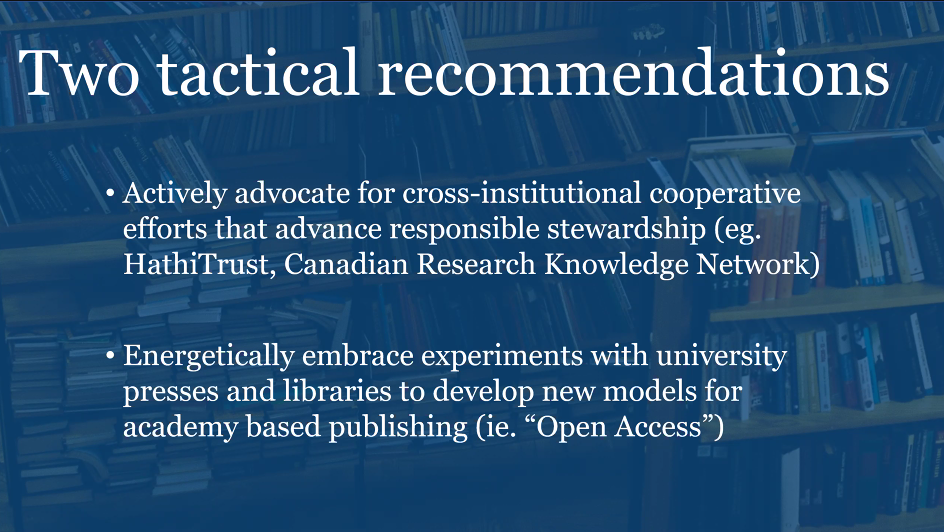 Two tactical recommendations
• Actively advocate for cross-institutional cooperative
efforts that advance responsible stewardship (eg.
HathiTrust, Canadian Research Knowledge Network)
• Energetically embrace experiments with university
presses and libraries to develop new models for
academy based publishing (ie. “Open Access”)